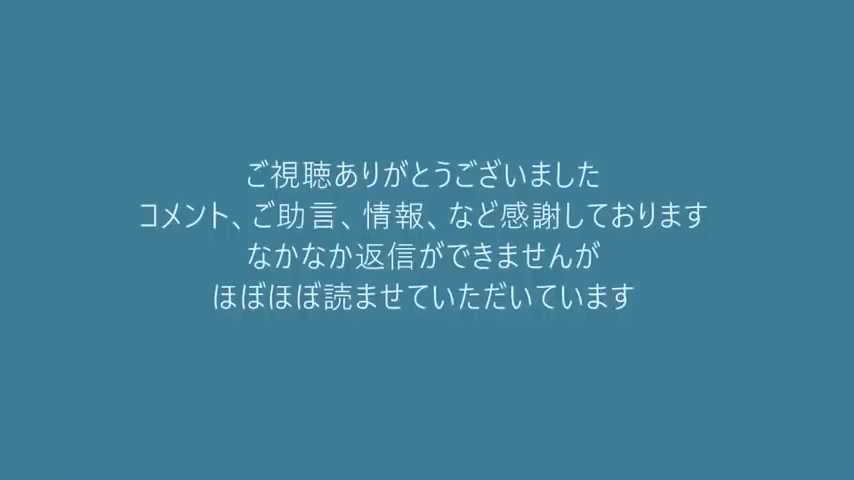 ご視聴ありがとうございました
コメント、ご助言、情報、など感謝しております
なかなか返信ができませんが
ほぼほぼ読ませていただいています